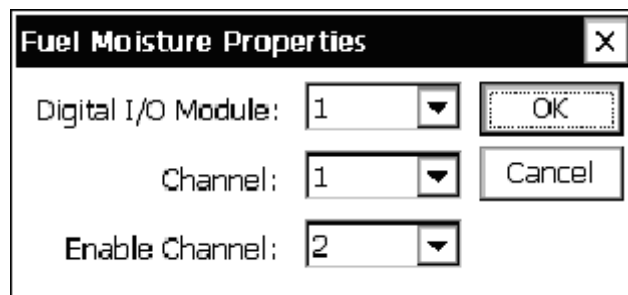 Fuel Moisture Properties
Digital I/O Module: 1 OK
Channel: 1 Cancel
Enable Channel: 2